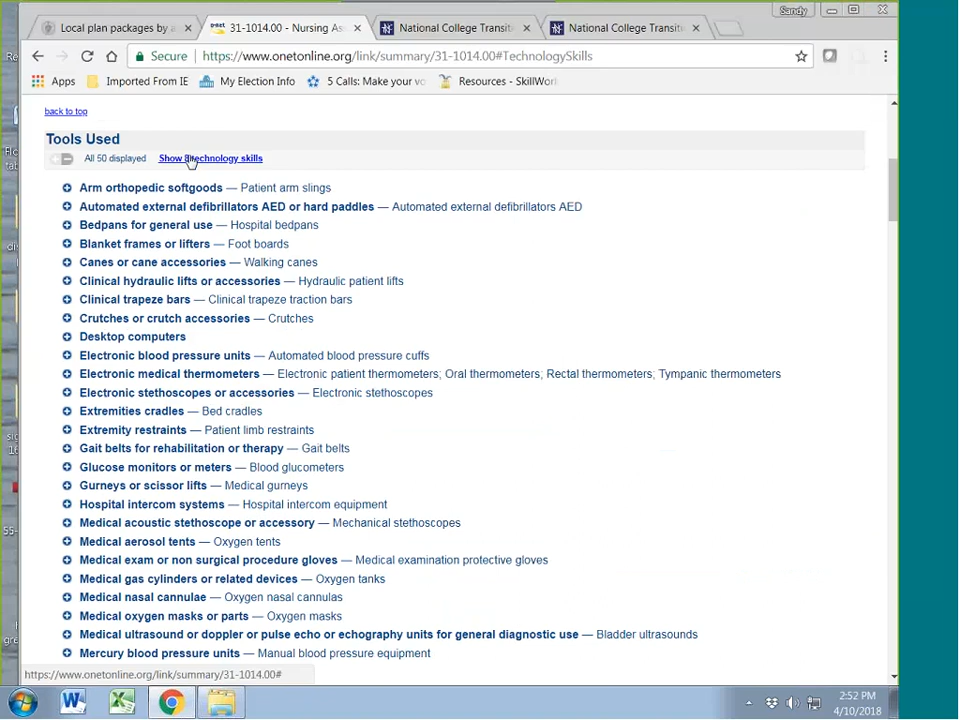 Sandy
Local plan packages by a
31-1014.00 - Nursing As
National College Transit
National College Transit
Secure
https://www.onetonline.org/link/summary/31-1014.00#TechnologySkills
Apps
Imported From IE
My Election Info
5 Calls: Make your vo
Resources - SkillWor
back to top
Tools Used
All 50 displayed
Show technology skills
Arm orthopedic softgoods — Patient arm slings
Automated external defibrillators AED or hard paddles — Automated external defibrillators AED
Bedpans for general use — Hospital bedpans
Blanket frames or lifters — Foot boards
Canes or cane accessories — Walking canes
Clinical hydraulic lifts or accessories — Hydraulic patient lifts
Clinical trapeze bars — Clinical trapeze traction bars
Crutches or crutch accessories — Crutches
Desktop computers
Electronic blood pressure units — Automated blood pressure cuffs
Electronic medical thermometers — Electronic patient thermometers; Oral thermometers; Rectal thermometers; Tympanic thermometers
Electronic stethoscopes or accessories — Electronic stethoscopes
Extremities cradles — Bed cradles
Extremity restraints — Patient limb restraints
Gait belts for rehabilitation or therapy — Gait belts
Glucose monitors or meters — Blood glucometers
Gurneys or scissor lifts — Medical gurneys
Hospital intercom systems — Hospital intercom equipment
Medical acoustic stethoscope or accessory — Mechanical stethoscopes
Medical aerosol tents — Oxygen tents
Medical exam or non surgical procedure gloves — Medical examination protective gloves
Medical gas cylinders or related devices — Oxygen tanks
Medical nasal cannulae — Oxygen nasal cannulas
Medical oxygen masks or parts — Oxygen masks
Medical ultrasound or doppler or pulse echo or echography units for general diagnostic use — Bladder ultrasounds
Mercury blood pressure units — Manual blood pressure equipment
https://www.onetonline.org/link/summary/31-1014.00#
2:52 PM
4/10/2018